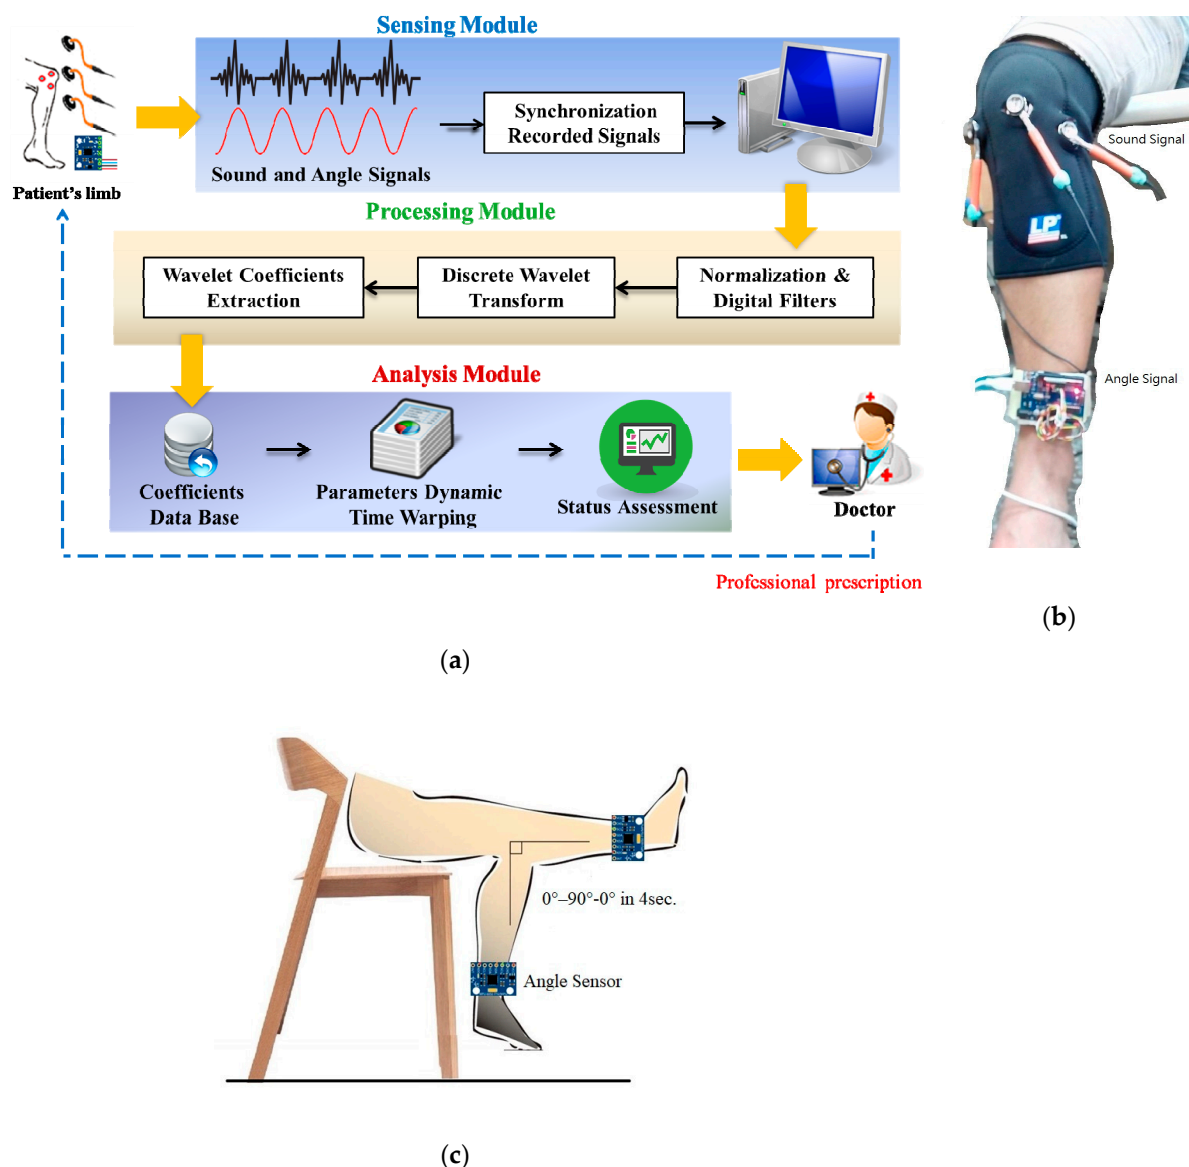 Sensing Module
Sound and Angle Signals
Synchronization
Recorded Signals
Patient's limb
Processing Module
Wavelet Coefficients
Extraction
Discrete Wavelet
Transform
Normalization &
Digital Filters
Analysis Module
Coefficients
Data Base
Parameters Dynamic
Time Warping
Status Assessment
Doctor
Professional prescription
(a)
Sound Signal
LP
Angle Signal
(b)
0°–90°-0° in 4sec.
Angle Sensor
(c)